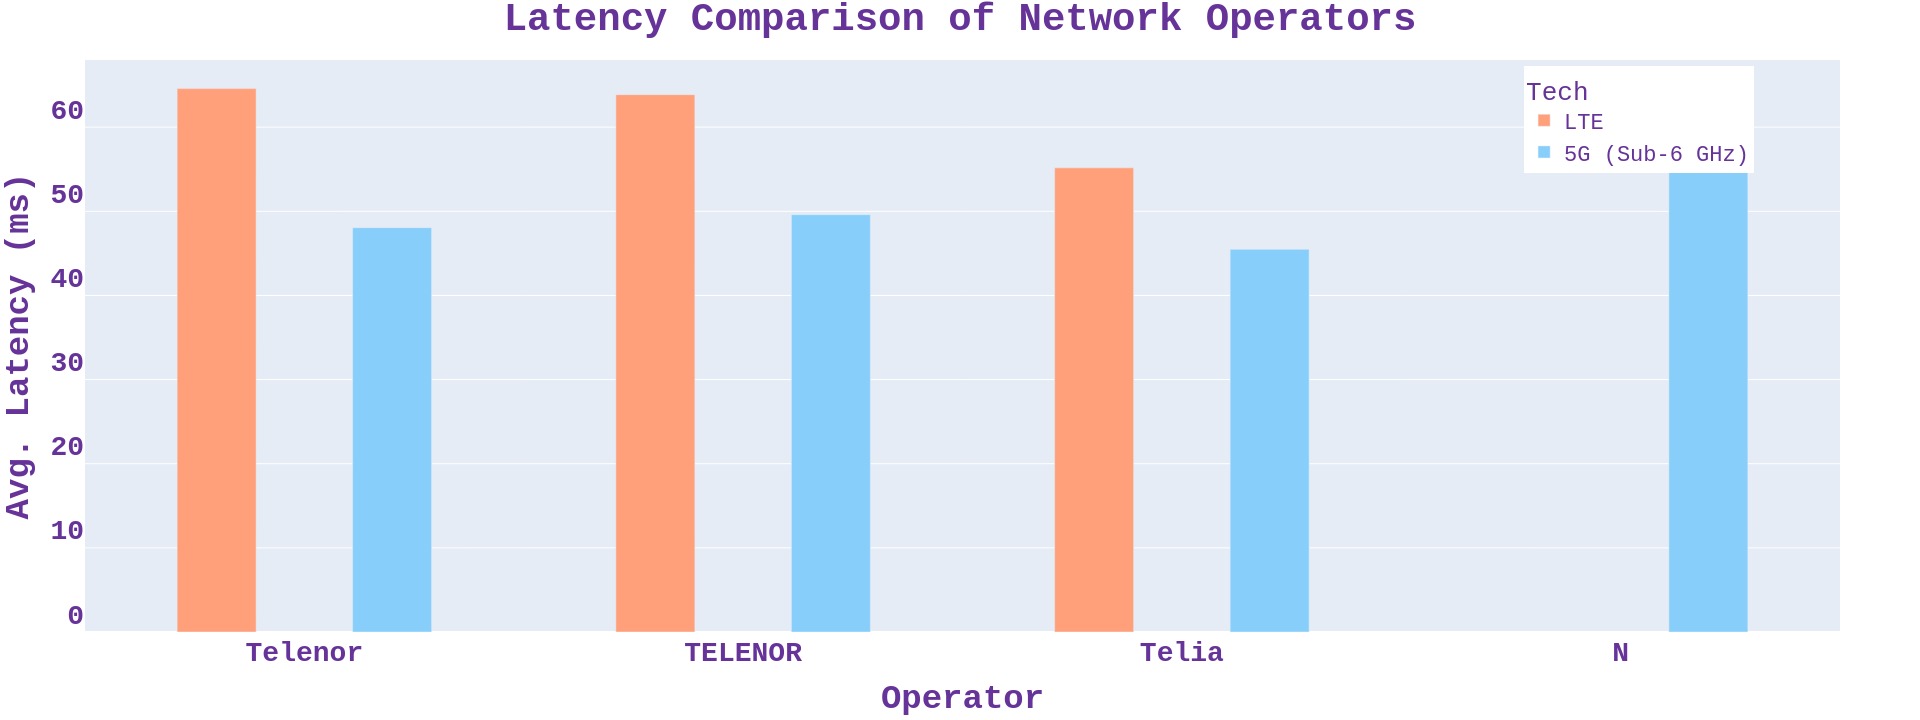 Latency Comparison of Network Operators
Tech
LTE
5G (Sub-6 GHz)
Avg. Latency (ms)
60
50
40
30
20
10
0
Telenor
TELENOR
Telia
N
Operator